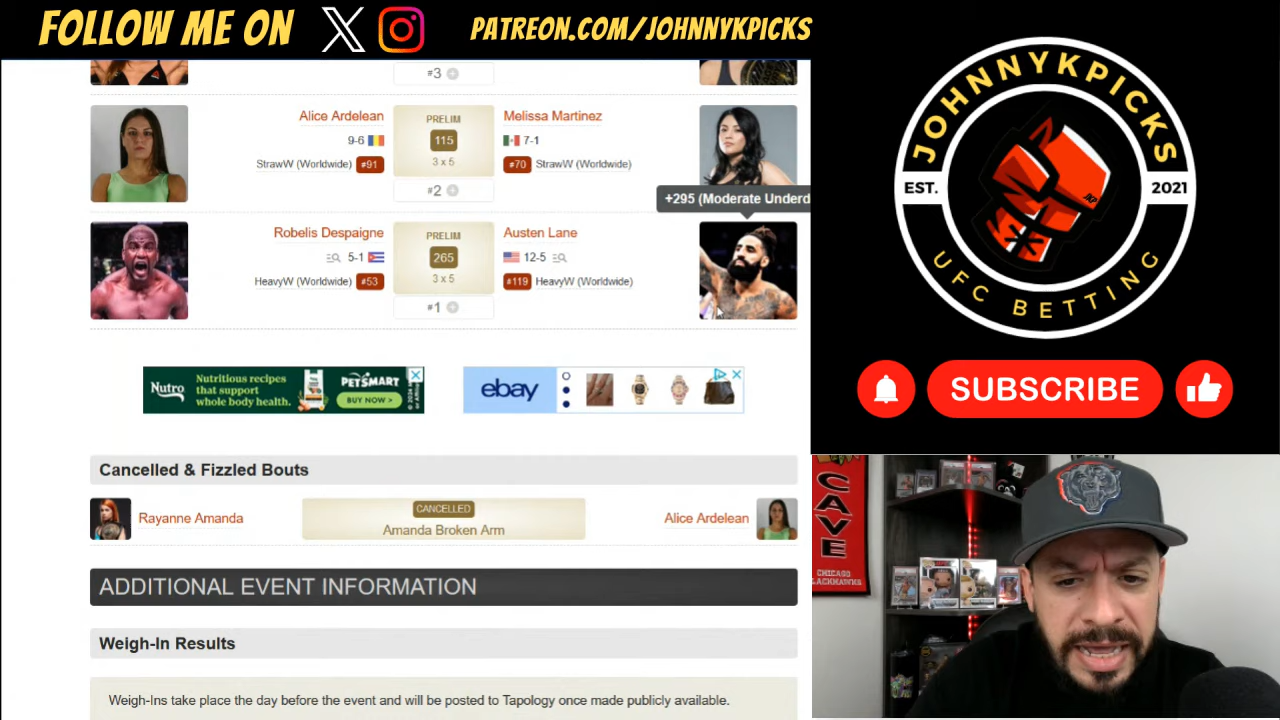 FOLLOW ME ON
PATREON.COM/JOHNNYKPICKS
#3
Alice Ardelean
PRELIM
Melissa Martinez
9-6
115
7-1
StrawW (Worldwide) #91
3 x 5
#70 StrawW (Worldwide)
#2
+295 (Moderate Underd
Robelis Despaigne
PRELIM
Austen Lane
5-1
265
12-5
HeavyW (Worldwide) #53
3 x 5
#119 HeavyW (Worldwide)
#1
Nutro
Nutritious recipes
that support
whole body health.
PETSMART
BUY NOW >
ebay
Cancelled & Fizzled Bouts
Rayanne Amanda
CANCELLED
Amanda Broken Arm
Alice Ardelean
ADDITIONAL EVENT INFORMATION
Weigh-In Results
Weigh-Ins take place the day before the event and will be posted to Tapology once made publicly available.
JOHNNYKPICKS
EST.
2021
JKP
UFC BETTING
SUBSCRIBE
CAVE
CHICAGO
BLACKHAWKS